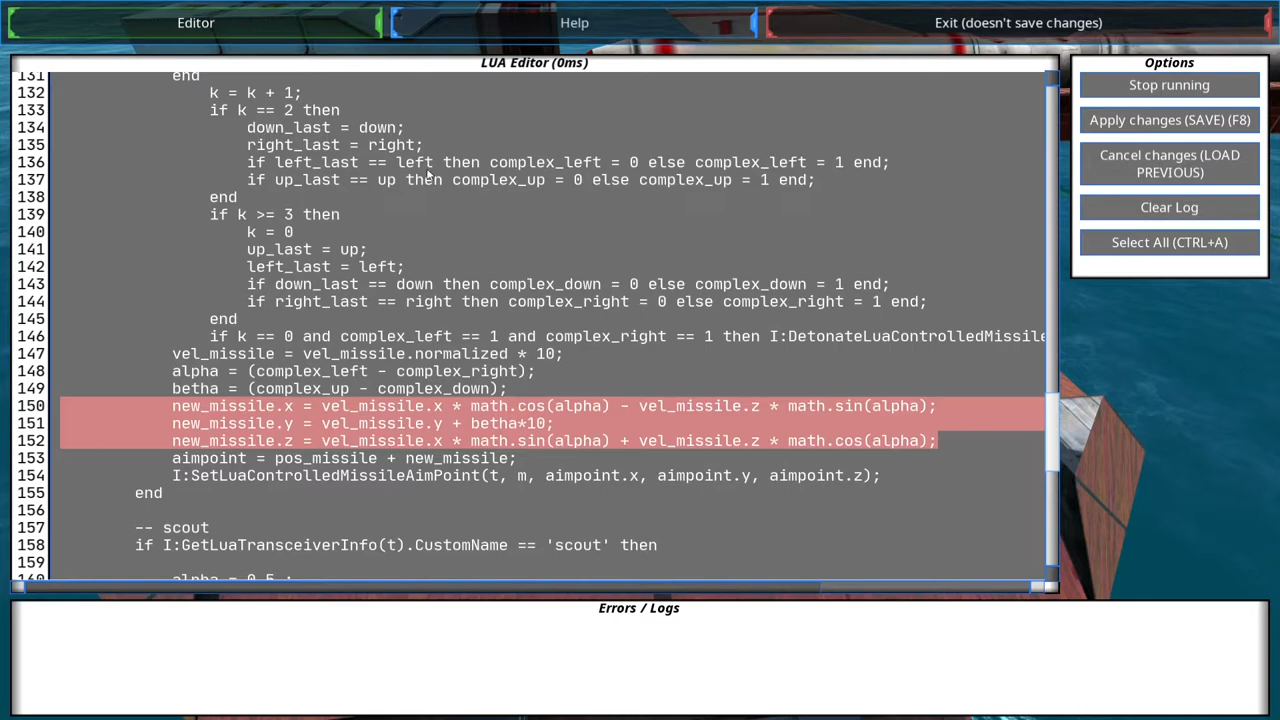 Editor
Help
Exit (doesn't save changes)
LUA Editor (0ms)
131 end
132 k = k + 1;
133 if k == 2 then
134 down_last = down;
135 right_last = right;
136 if left_last == left then complex_left = 0 else complex_left = 1 end;
137 if up_last == up then complex_up = 0 else complex_up = 1 end;
138 end
139 if k >= 3 then
140 k = 0
141 up_last = up;
142 left_last = left;
143 if down_last == down then complex_down = 0 else complex_down = 1 end;
144 if right_last == right then complex_right = 0 else complex_right = 1 end;
145 end
146 if k == 0 and complex_left == 1 and complex_right == 1 then I:DetonateLuaControlledMissile
147 vel_missile = vel_missile.normalized * 10;
148 alpha = (complex_left - complex_right);
149 betha = (complex_up - complex_down);
150 new_missile.x = vel_missile.x * math.cos(alpha) - vel_missile.z * math.sin(alpha);
151 new_missile.y = vel_missile.y + betha*10;
152 new_missile.z = vel_missile.x * math.sin(alpha) + vel_missile.z * math.cos(alpha);
153 aimpoint = pos_missile + new_missile;
154 I:SetLuaControlledMissileAimPoint(t, m, aimpoint.x, aimpoint.y, aimpoint.z);
155 end
156
157 -- scout
158 if I:GetLuaTransceiverInfo(t).CustomName == 'scout' then
159
160 alpha = 0.5 ;
Options
Stop running
Apply changes (SAVE) (F8)
Cancel changes (LOAD
PREVIOUS)
Clear Log
Select All (CTRL+A)
Errors / Logs